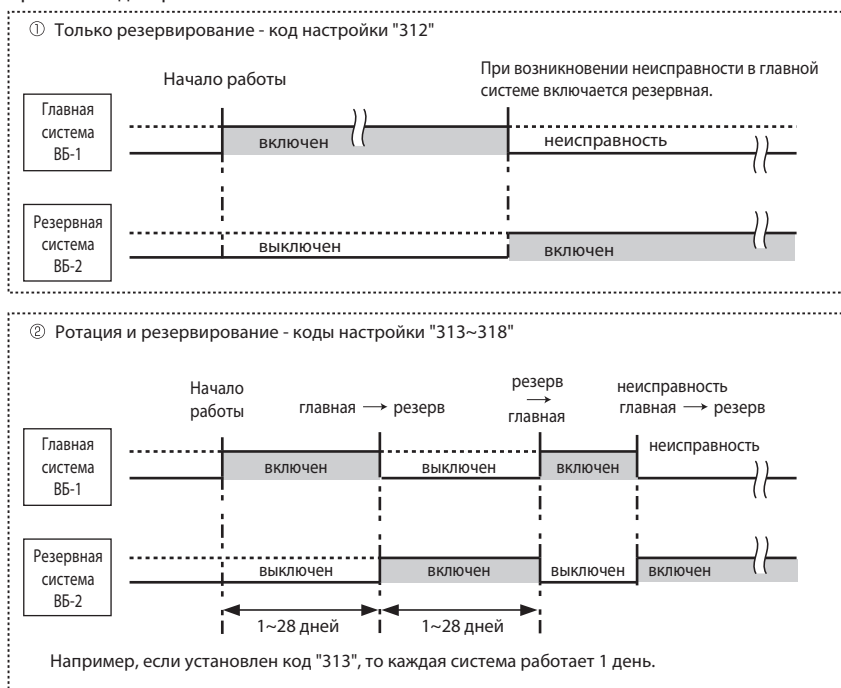 ① Только резервирование - код настройки "312"
Начало работы
При возникновении неисправности в главной
системе включается резервная.
Главная
система
ВБ-1
включен
неисправность
Резервная
система
ВБ-2
выключен
включен
② Ротация и резервирование - коды настройки "313~318"
Начало
работы
главная → резерв
резерв
→
главная
неисправность
главная → резерв
Главная
система
ВБ-1
включен
выключен
включен
неисправность
Резервная
система
ВБ-2
выключен
включен
выключен
включен
1~28 дней
1~28 дней
Например, если установлен код "313", то каждая система работает 1 день.